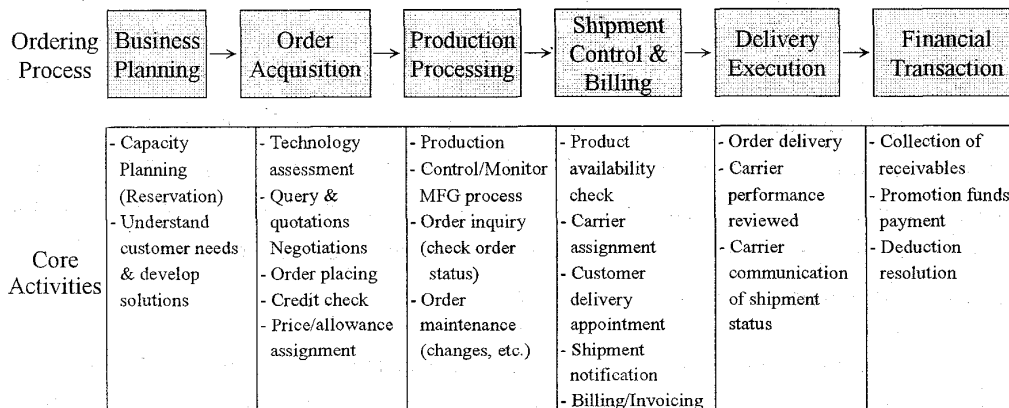 Ordering
Process
Business
Planning
Order
Acquisition
Production
Processing
Shipment
Control &
Billing
Delivery
Execution
Financial
Transaction
Core
Activities
- Capacity
Planning
(Reservation)
- Understand
customer needs
& develop
solutions
- Technology
assessment
- Query &
quotations
Negotiations
- Order placing
- Credit check
- Price/allowance
assignment
- Production
- Control/Monitor
MFG process
- Order inquiry
(check order
status)
- Order
maintenance
(changes, etc.)
- Product
availability
check
- Carrier
assignment
- Customer
delivery
appointment
- Shipment
notification
- Billing/Invoicing
- Order delivery
- Carrier
performance
reviewed
- Carrier
communication
of shipment
status
- Collection of
receivables
- Promotion funds
payment
- Deduction
resolution